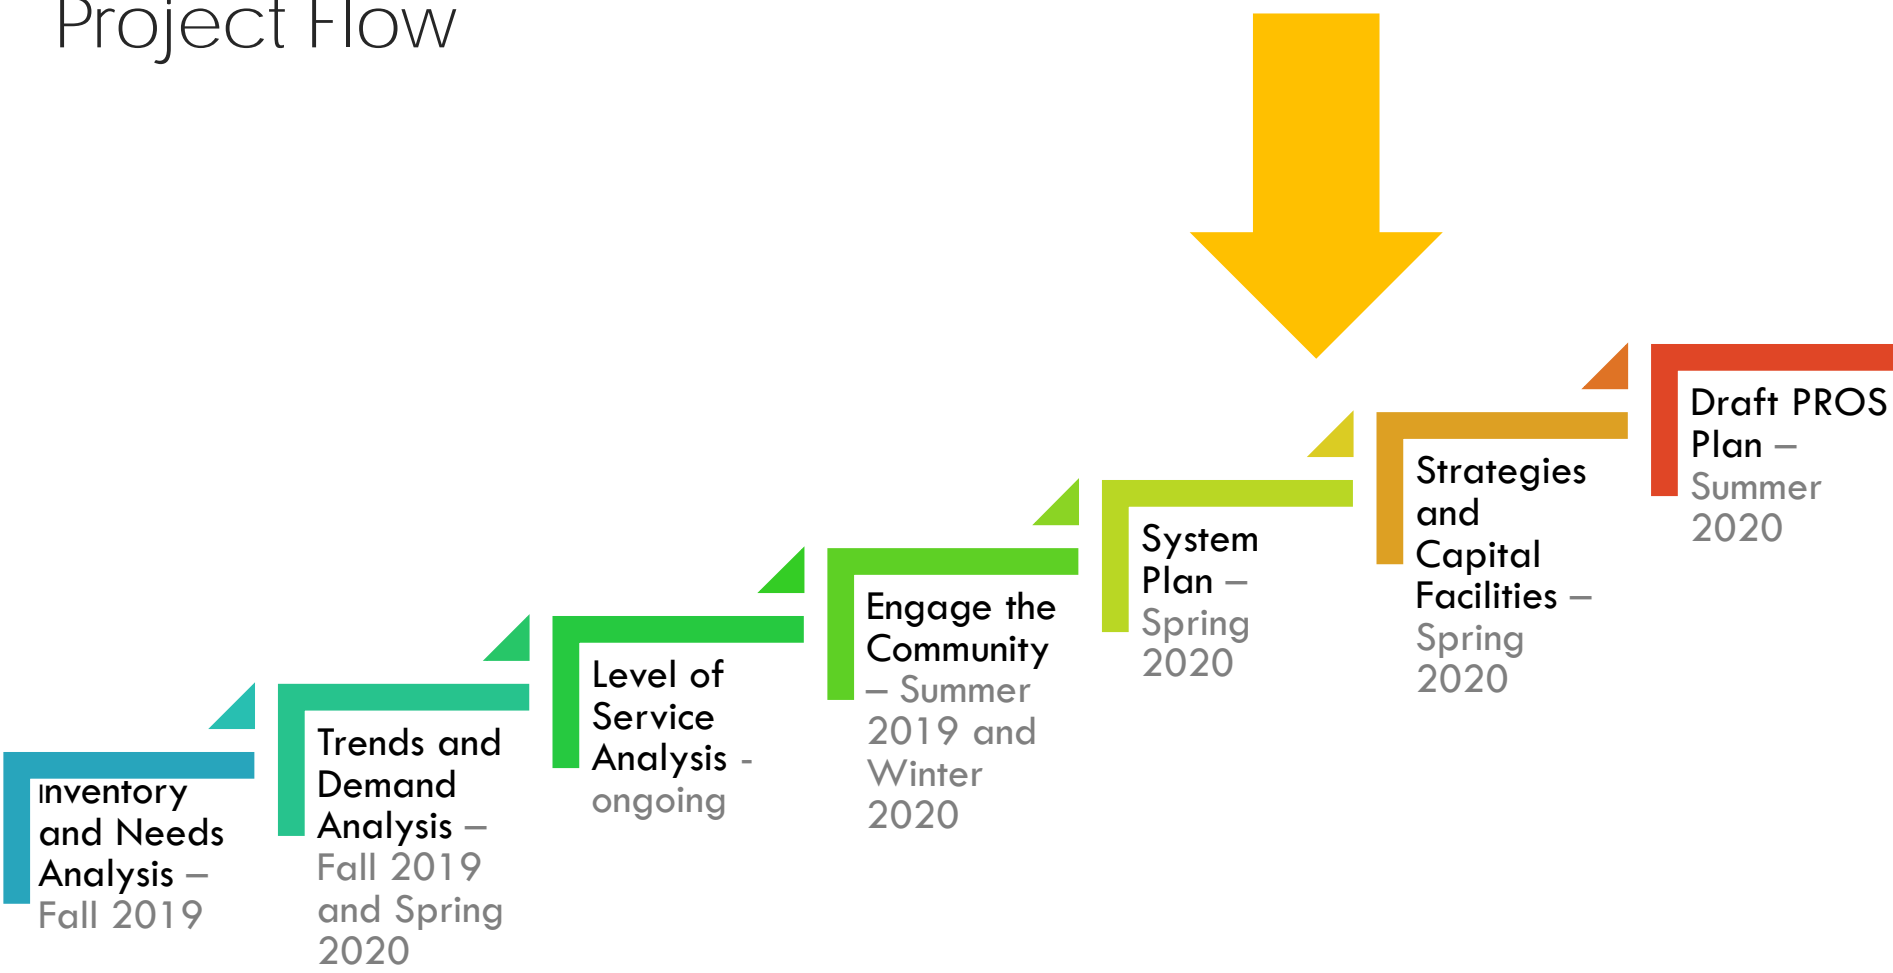 Project Flow
Inventory
and Needs
Analysis –
Fall 2019
Trends and
Demand
Analysis –
Fall 2019
and Spring
2020
Level of
Service
Analysis -
ongoing
Engage the
Community
– Summer
2019 and
Winter
2020
System
Plan –
Spring
2020
Strategies
and
Capital
Facilities –
Spring
2020
Draft PROS
Plan –
Summer
2020